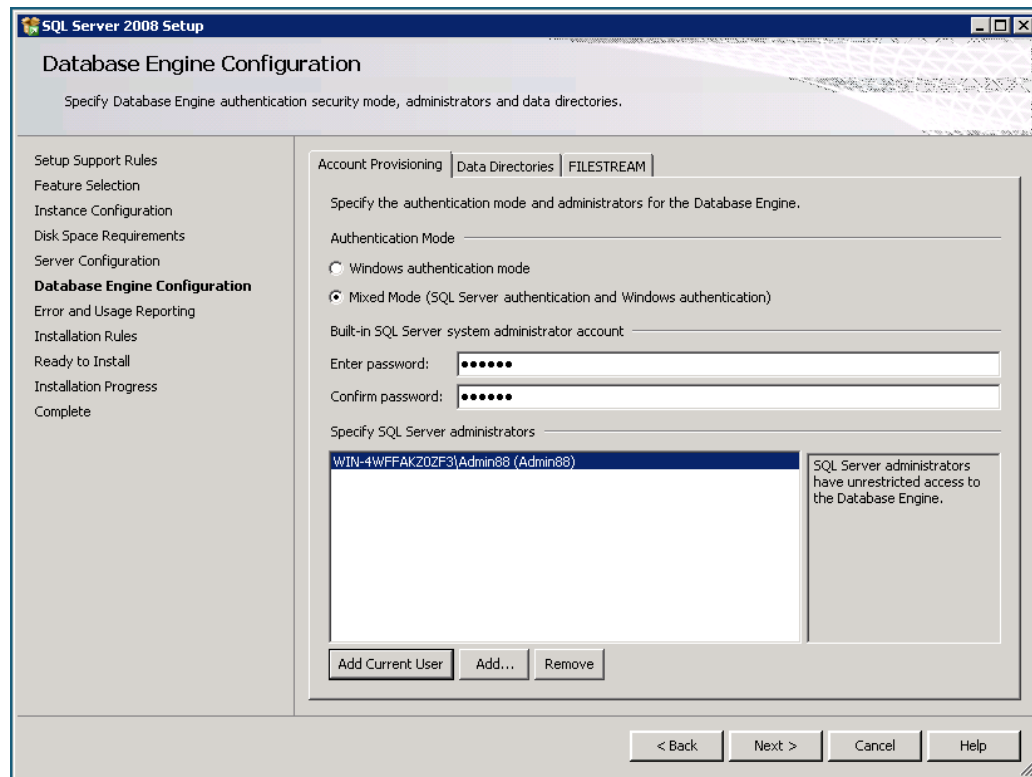 SQL Server 2008 Setup
Database Engine Configuration
Specify Database Engine authentication security mode, administrators and data directories.
Setup Support Rules
Feature Selection
Instance Configuration
Disk Space Requirements
Server Configuration
Database Engine Configuration
Error and Usage Reporting
Installation Rules
Ready to Install
Installation Progress
Complete
Account Provisioning
Data Directories
FILESTREAM
Specify the authentication mode and administrators for the Database Engine.
Authentication Mode
Windows authentication mode
Mixed Mode (SQL Server authentication and Windows authentication)
Built-in SQL Server system administrator account
Enter password: ●●●●●●
Confirm password: ●●●●●●
Specify SQL Server administrators
WIN-4WFFAKZ0ZF3\Admin88 (Admin88)
SQL Server administrators
have unrestricted access to
the Database Engine.
Add Current User
Add...
Remove
< Back
Next >
Cancel
Help